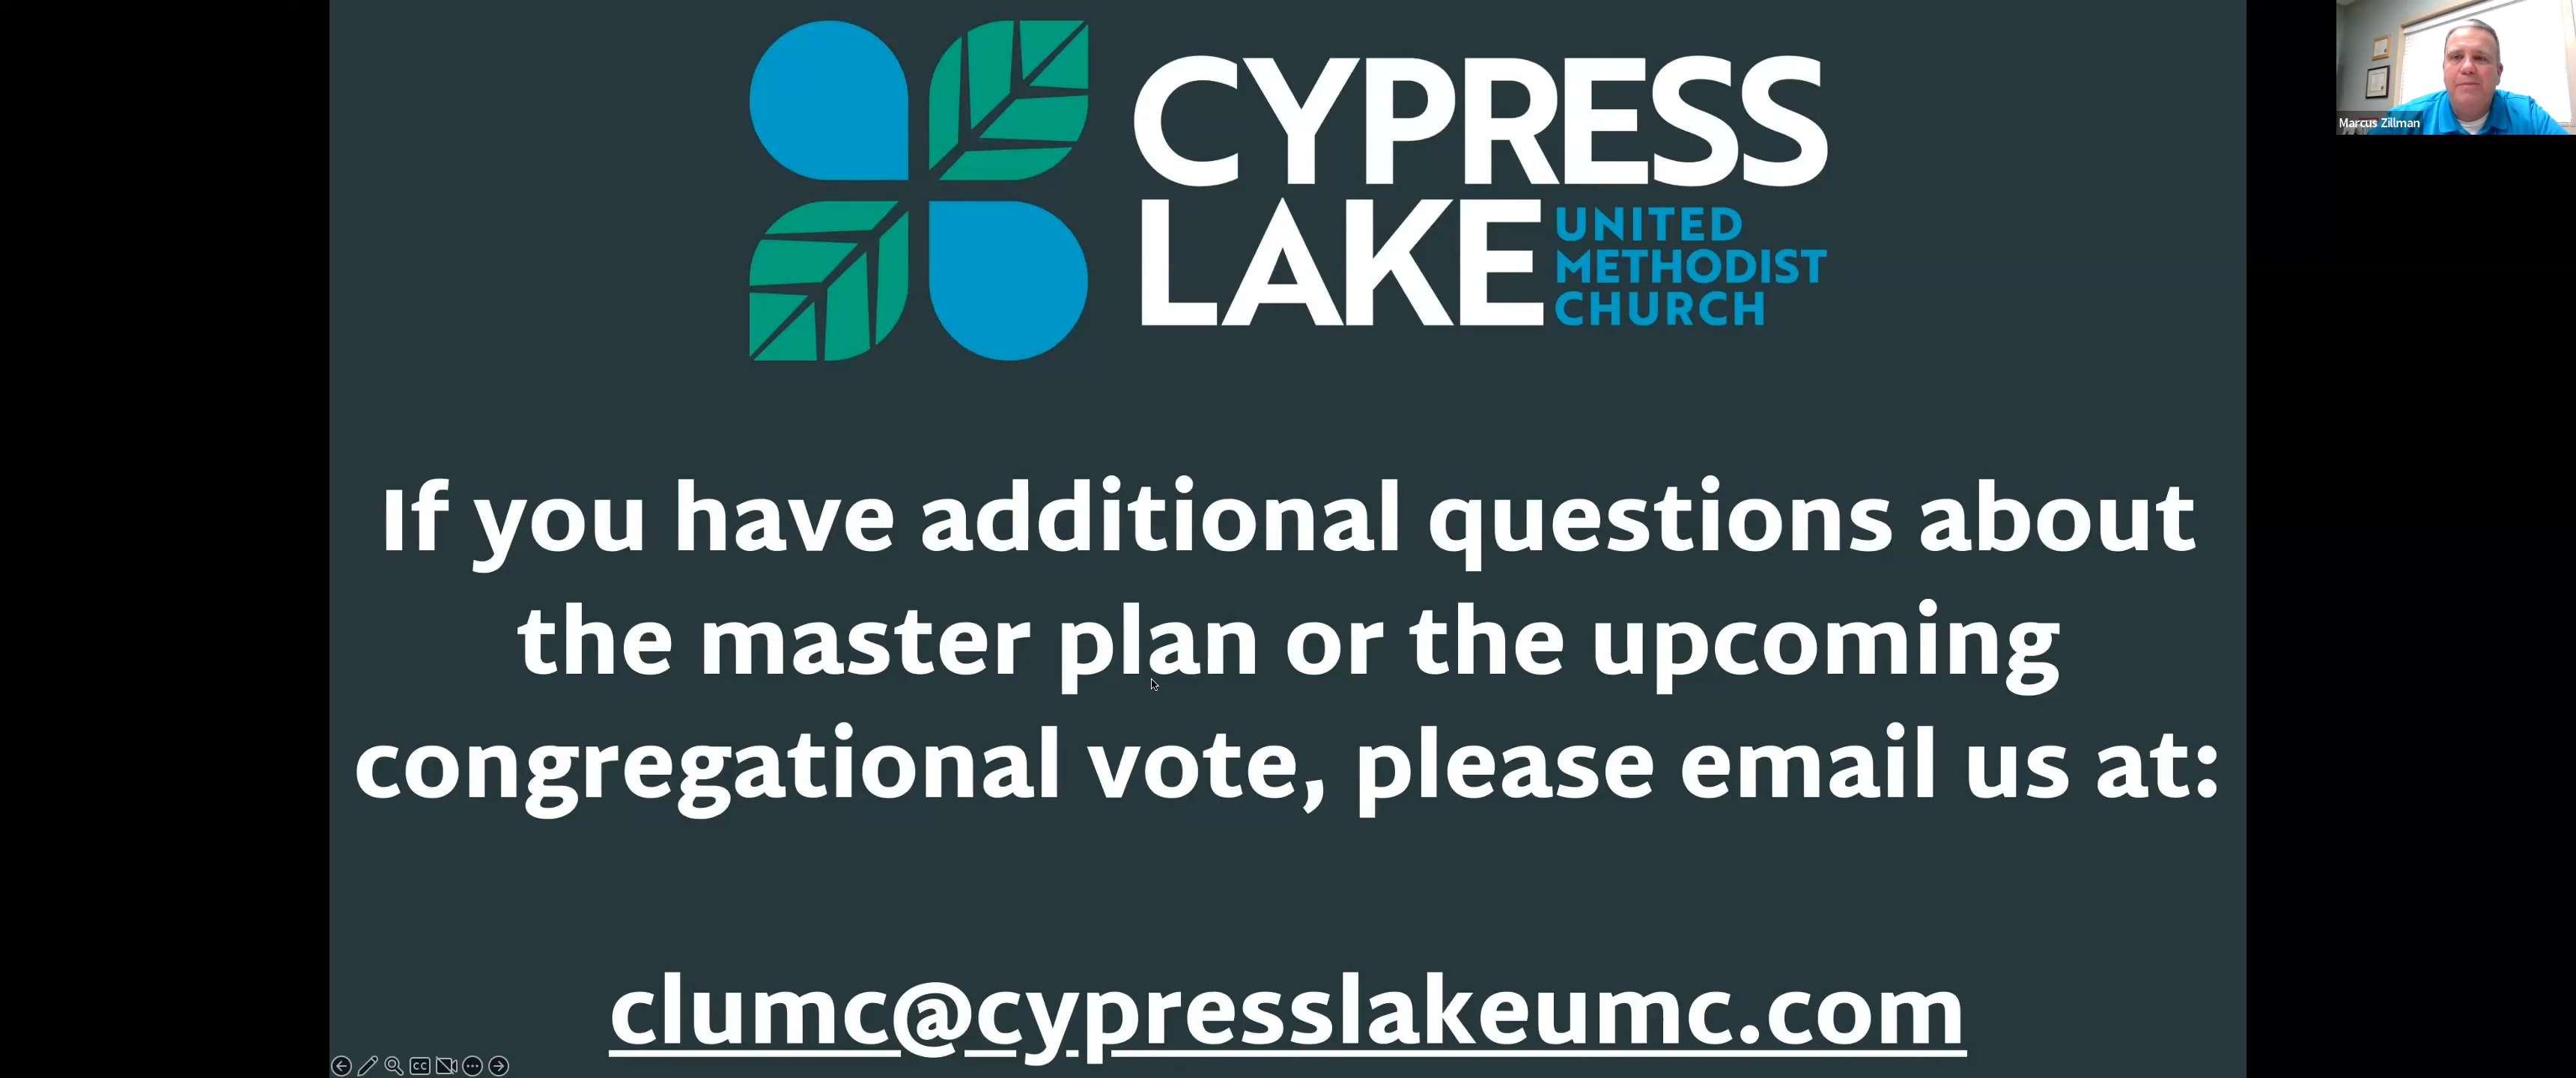 CYPRESS
LAKE
UNITED
METHODIST
CHURCH
Marcus Zillman
If you have additional questions about
the master plan or the upcoming
congregational vote, please email us at:
clumc@cypresslakeumc.com
CC